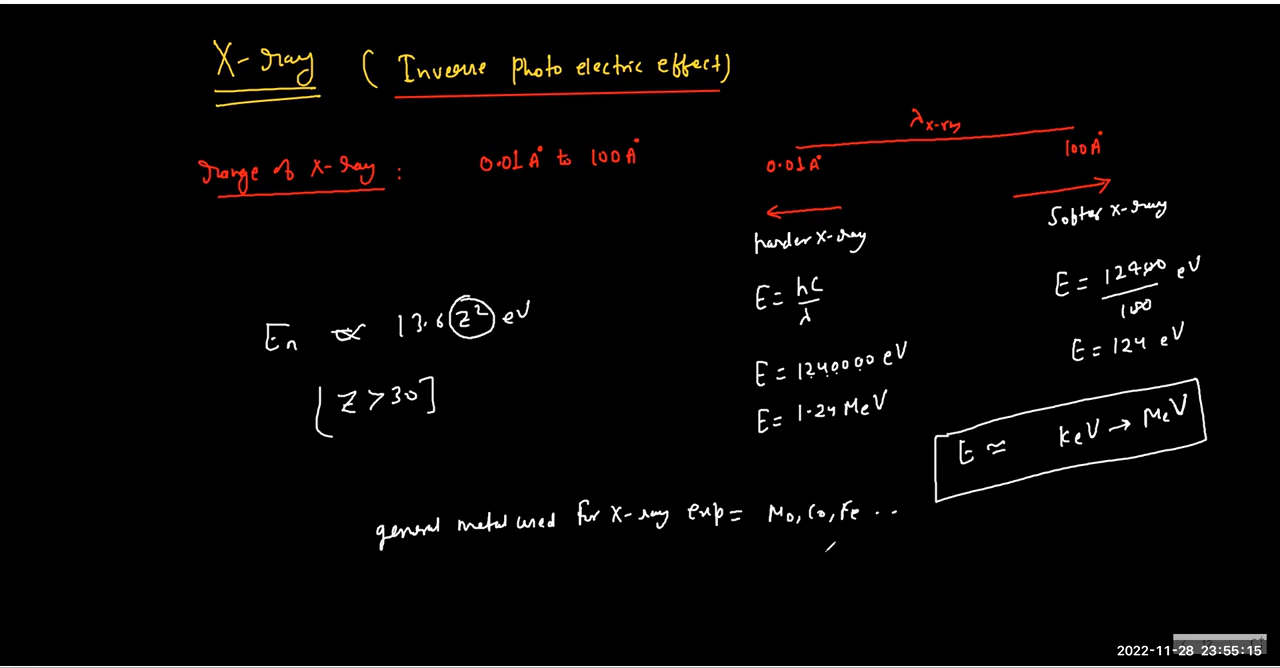 X-ray ( Inverse photo electric effect)
range of X-ray : 0.01 A° to 100 A°
λx-ray
0.01A° 100A°
harder X-ray
Softer X-ray
E = hc/λ
E = 12400/100 eV
E = 1240000 eV
E = 124 eV
E = 1.24 MeV
E ≃ keV → MeV
En ∝ 13.6 Z² eV
[Z > 30]
general metal used for X-ray exp = Mo, Co, Fe ..
2022-11-28 23:55:15